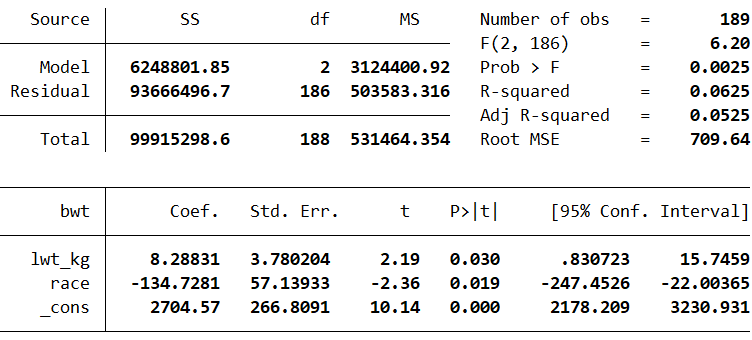 Source SS df MS Number of obs = 189
F(2, 186) = 6.20
Model 6248801.85 2 3124400.92 Prob > F = 0.0025
Residual 93666496.7 186 503583.316 R-squared = 0.0625
Adj R-squared = 0.0525
Total 99915298.6 188 531464.354 Root MSE = 709.64
bwt Coef. Std. Err. t P>|t| [95% Conf. Interval]
lwt_kg 8.28831 3.780204 2.19 0.030 .830723 15.7459
race -134.7281 57.13933 -2.36 0.019 -247.4526 -22.00365
_cons 2704.57 266.8091 10.14 0.000 2178.209 3230.931